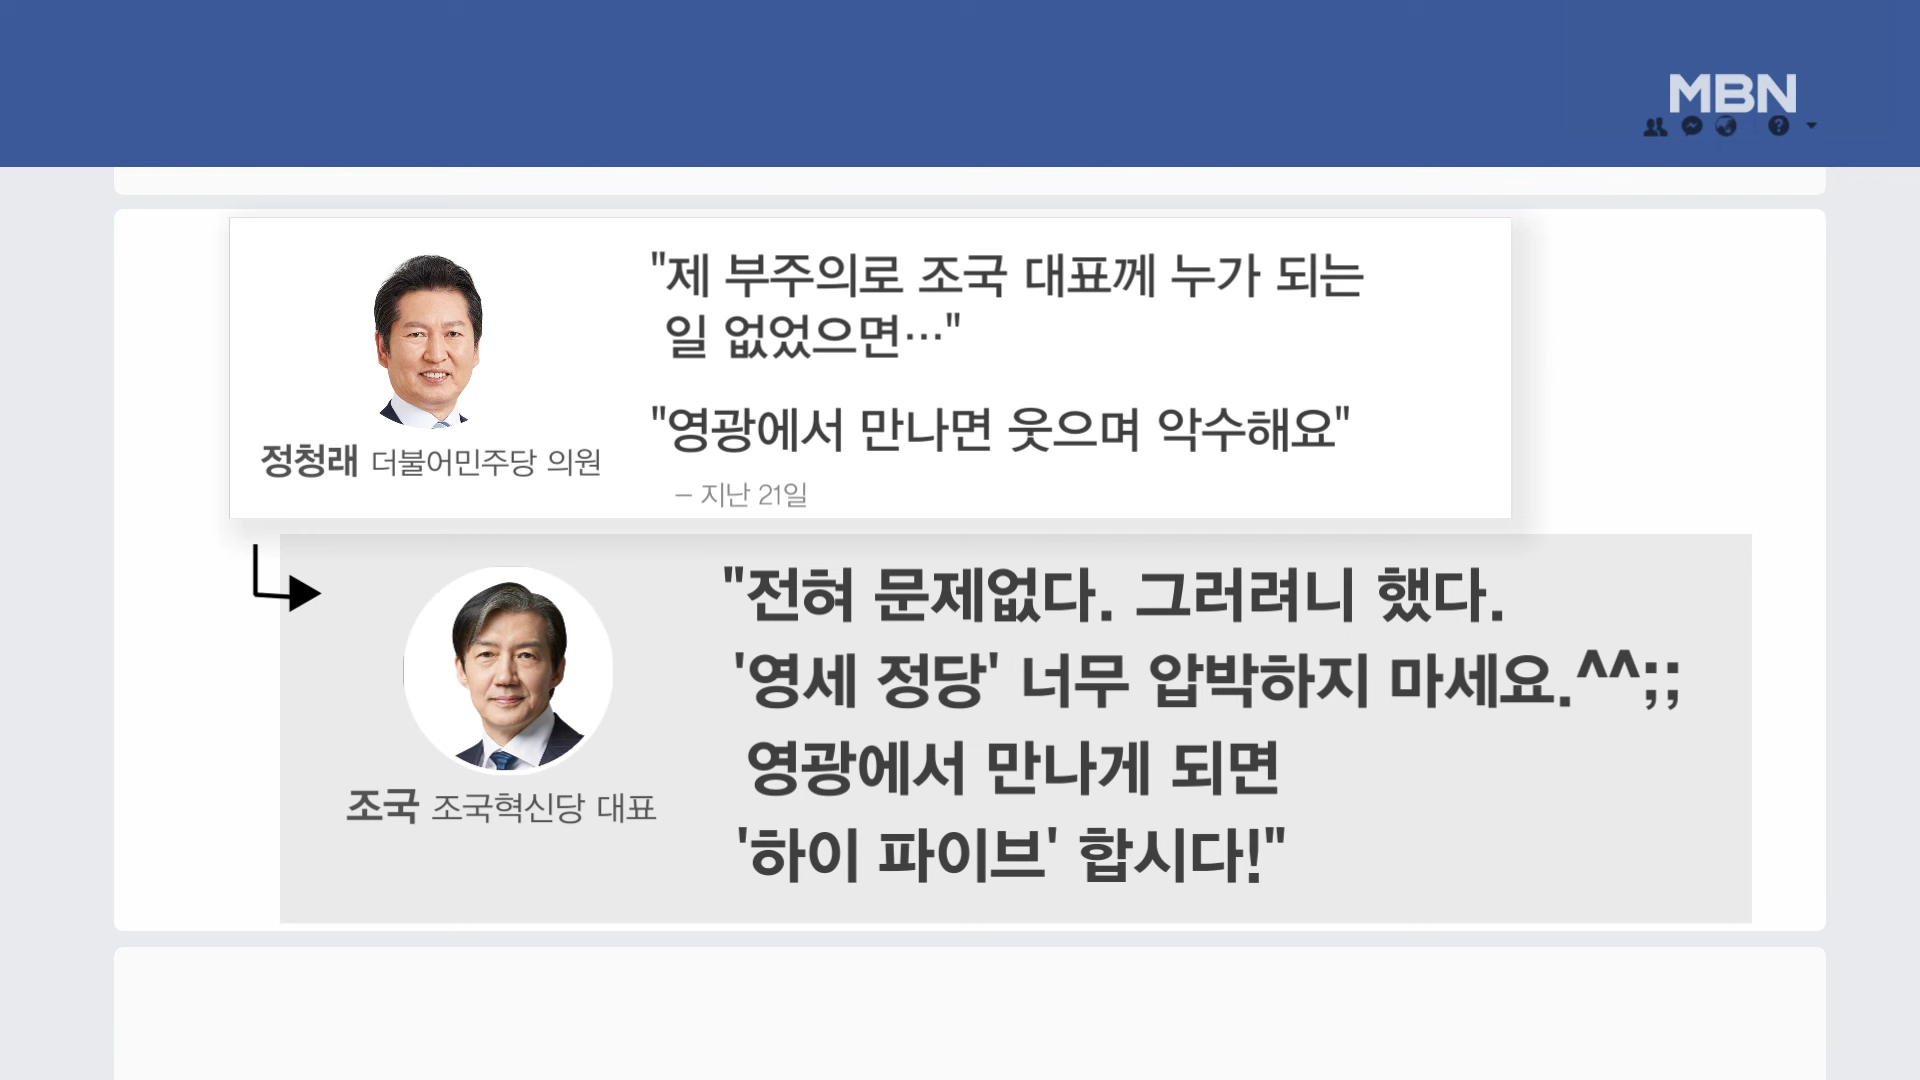 MBN
"제 부주의로 조국 대표께 누가 되는
일 없었으면…"
"영광에서 만나면 웃으며 악수해요"
– 지난 21일
정청래 더불어민주당 의원
"전혀 문제없다. 그러려니 했다.
'영세 정당' 너무 압박하지 마세요.^^;;
영광에서 만나게 되면
'하이 파이브' 합시다!"
조국 조국혁신당 대표